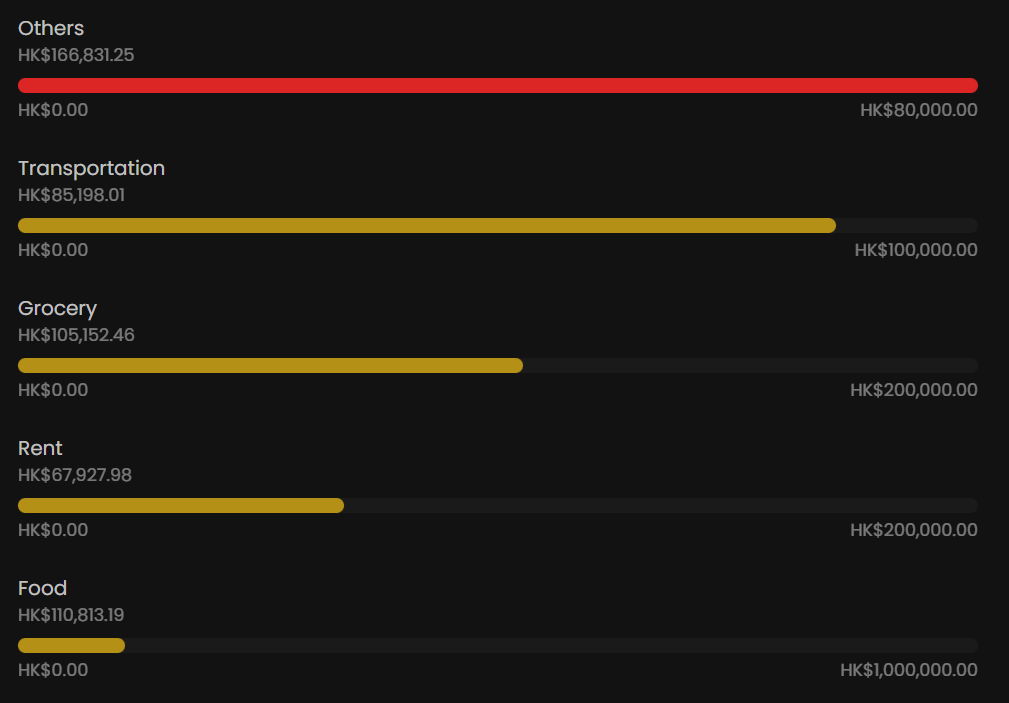 Others
HK$166,831.25
HK$0.00 HK$80,000.00
Transportation
HK$85,198.01
HK$0.00 HK$100,000.00
Grocery
HK$105,152.46
HK$0.00 HK$200,000.00
Rent
HK$67,927.98
HK$0.00 HK$200,000.00
Food
HK$110,813.19
HK$0.00 HK$1,000,000.00